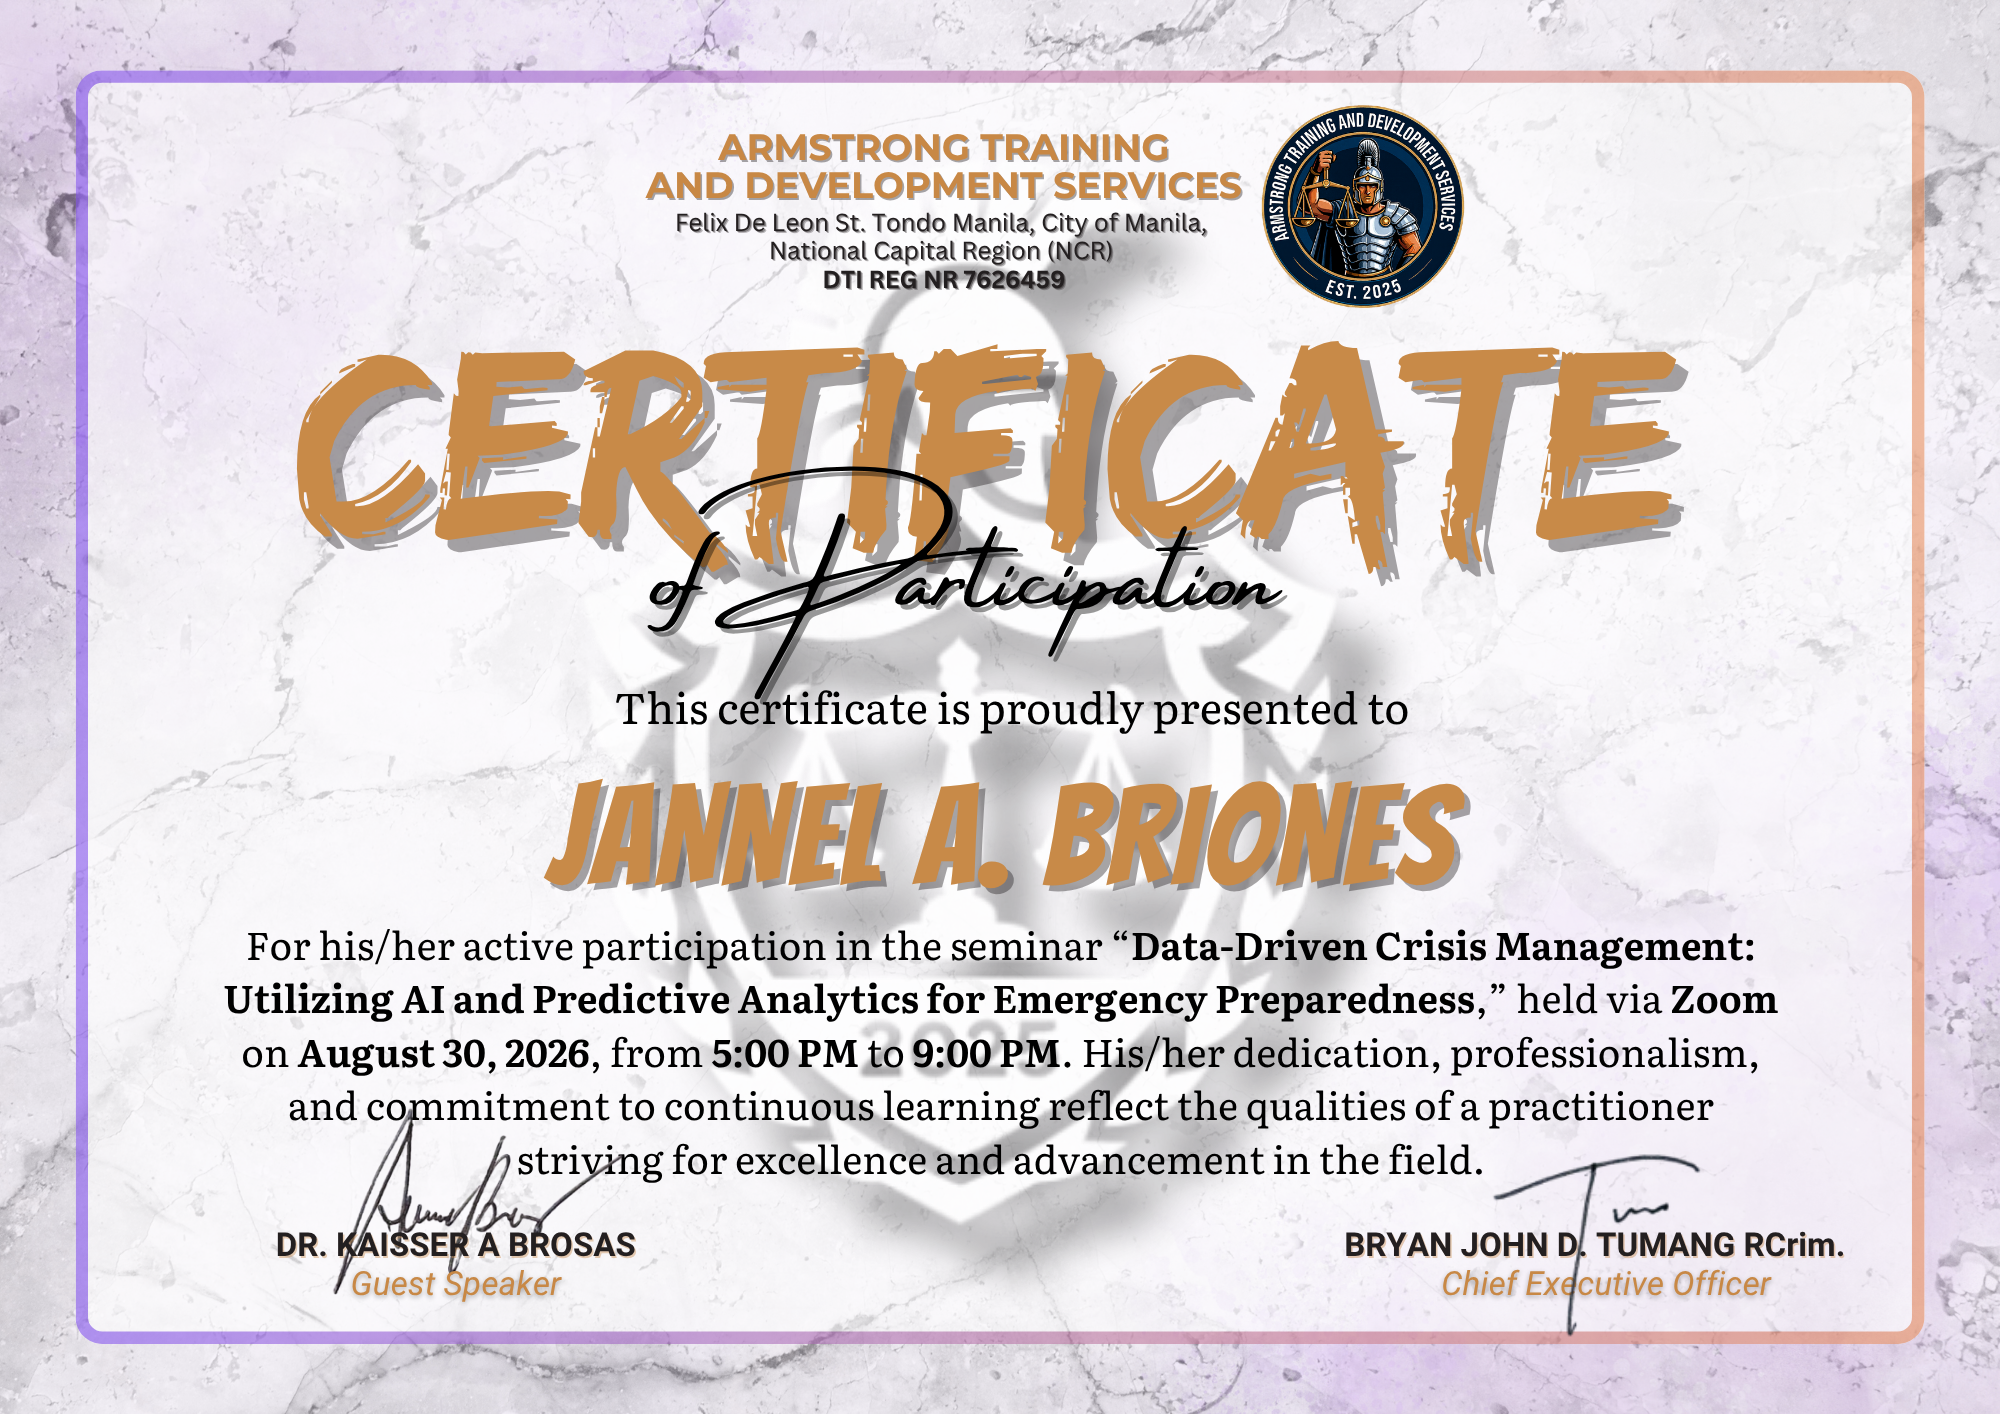 ARMSTRONG TRAINING
AND DEVELOPMENT SERVICES
Felix De Leon St. Tondo Manila, City of Manila,
National Capital Region (NCR)
DTI REG NR 7626459
ARMSTRONG TRAINING AND DEVELOPMENT SERVICES
EST. 2025
CERTIFICATE
of Participation
This certificate is proudly presented to
JANNEL A. BRIONES
For his/her active participation in the seminar “Data-Driven Crisis Management:
Utilizing AI and Predictive Analytics for Emergency Preparedness,” held via Zoom
on August 30, 2026, from 5:00 PM to 9:00 PM. His/her dedication, professionalism,
and commitment to continuous learning reflect the qualities of a practitioner
striving for excellence and advancement in the field.
2025
DR. KAISSER A BROSAS
Guest Speaker
BRYAN JOHN D. TUMANG RCrim.
Chief Executive Officer